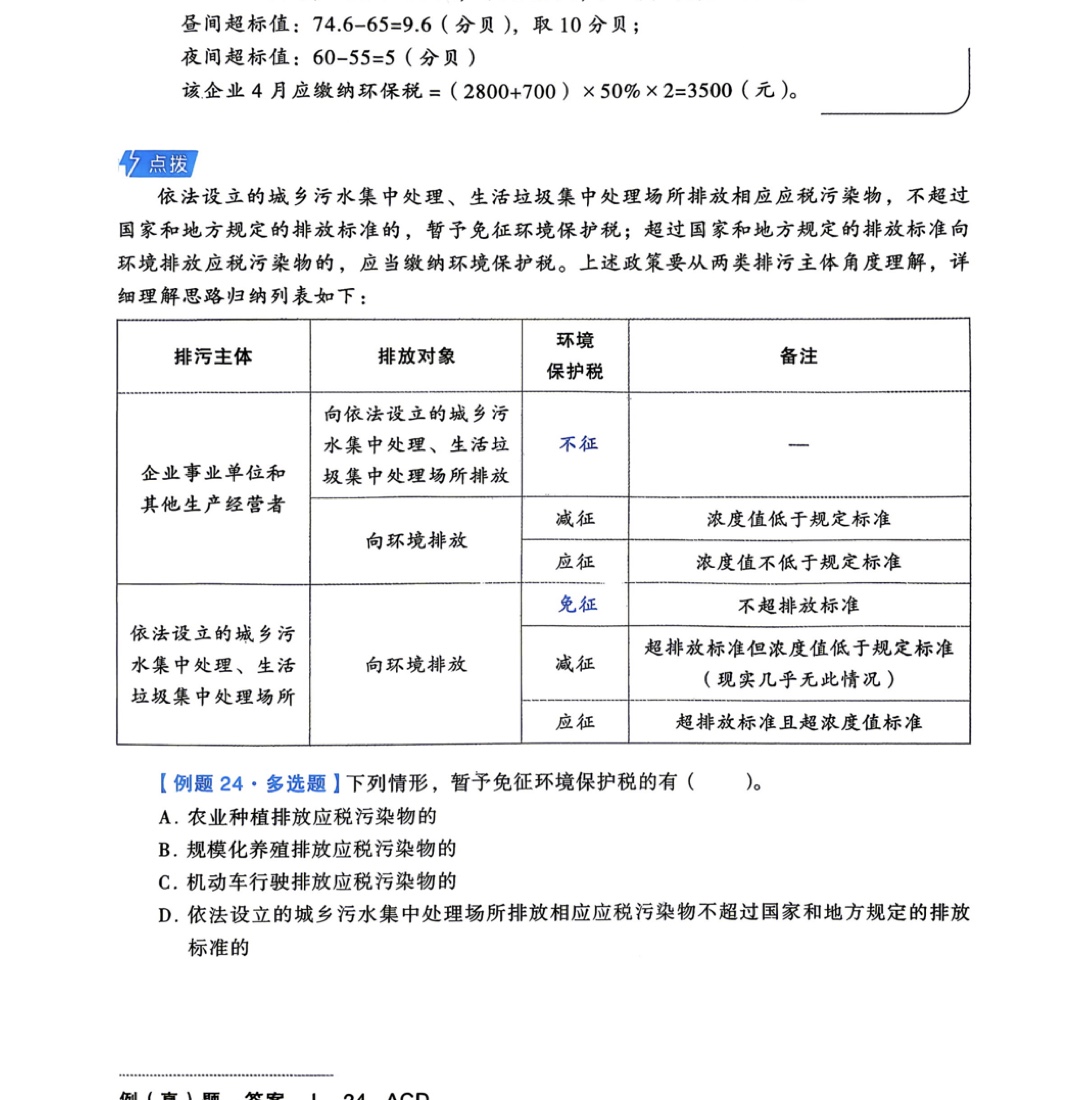 昼间超标值：74.6-65=9.6（分贝），取 10 分贝；
夜间超标值：60-55=5（分贝）
该企业 4 月应缴纳环保税 =（2800+700）×50%×2=3500（元）。
点拨
依法设立的城乡污水集中处理、生活垃圾集中处理场所排放相应应税污染物，不超过
国家和地方规定的排放标准的，暂予免征环境保护税；超过国家和地方规定的排放标准向
环境排放应税污染物的，应当缴纳环境保护税。上述政策要从两类排污主体角度理解，详
细理解思路归纳列表如下：
排污主体 排放对象 环境
保护税 备注
企业事业单位和
其他生产经营者
向依法设立的城乡污
水集中处理、生活垃
圾集中处理场所排放
不征 —
向环境排放
减征 浓度值低于规定标准
应征 浓度值不低于规定标准
依法设立的城乡污
水集中处理、生活
垃圾集中处理场所
向环境排放
免征 不超排放标准
减征 超排放标准但浓度值低于规定标准
（现实几乎无此情况）
应征 超排放标准且超浓度值标准
【例题 24·多选题】下列情形，暂予免征环境保护税的有（ ）。
A. 农业种植排放应税污染物的
B. 规模化养殖排放应税污染物的
C. 机动车行驶排放应税污染物的
D. 依法设立的城乡污水集中处理场所排放相应应税污染物不超过国家和地方规定的排放
标准的
例（真）题 答案 24 ACD